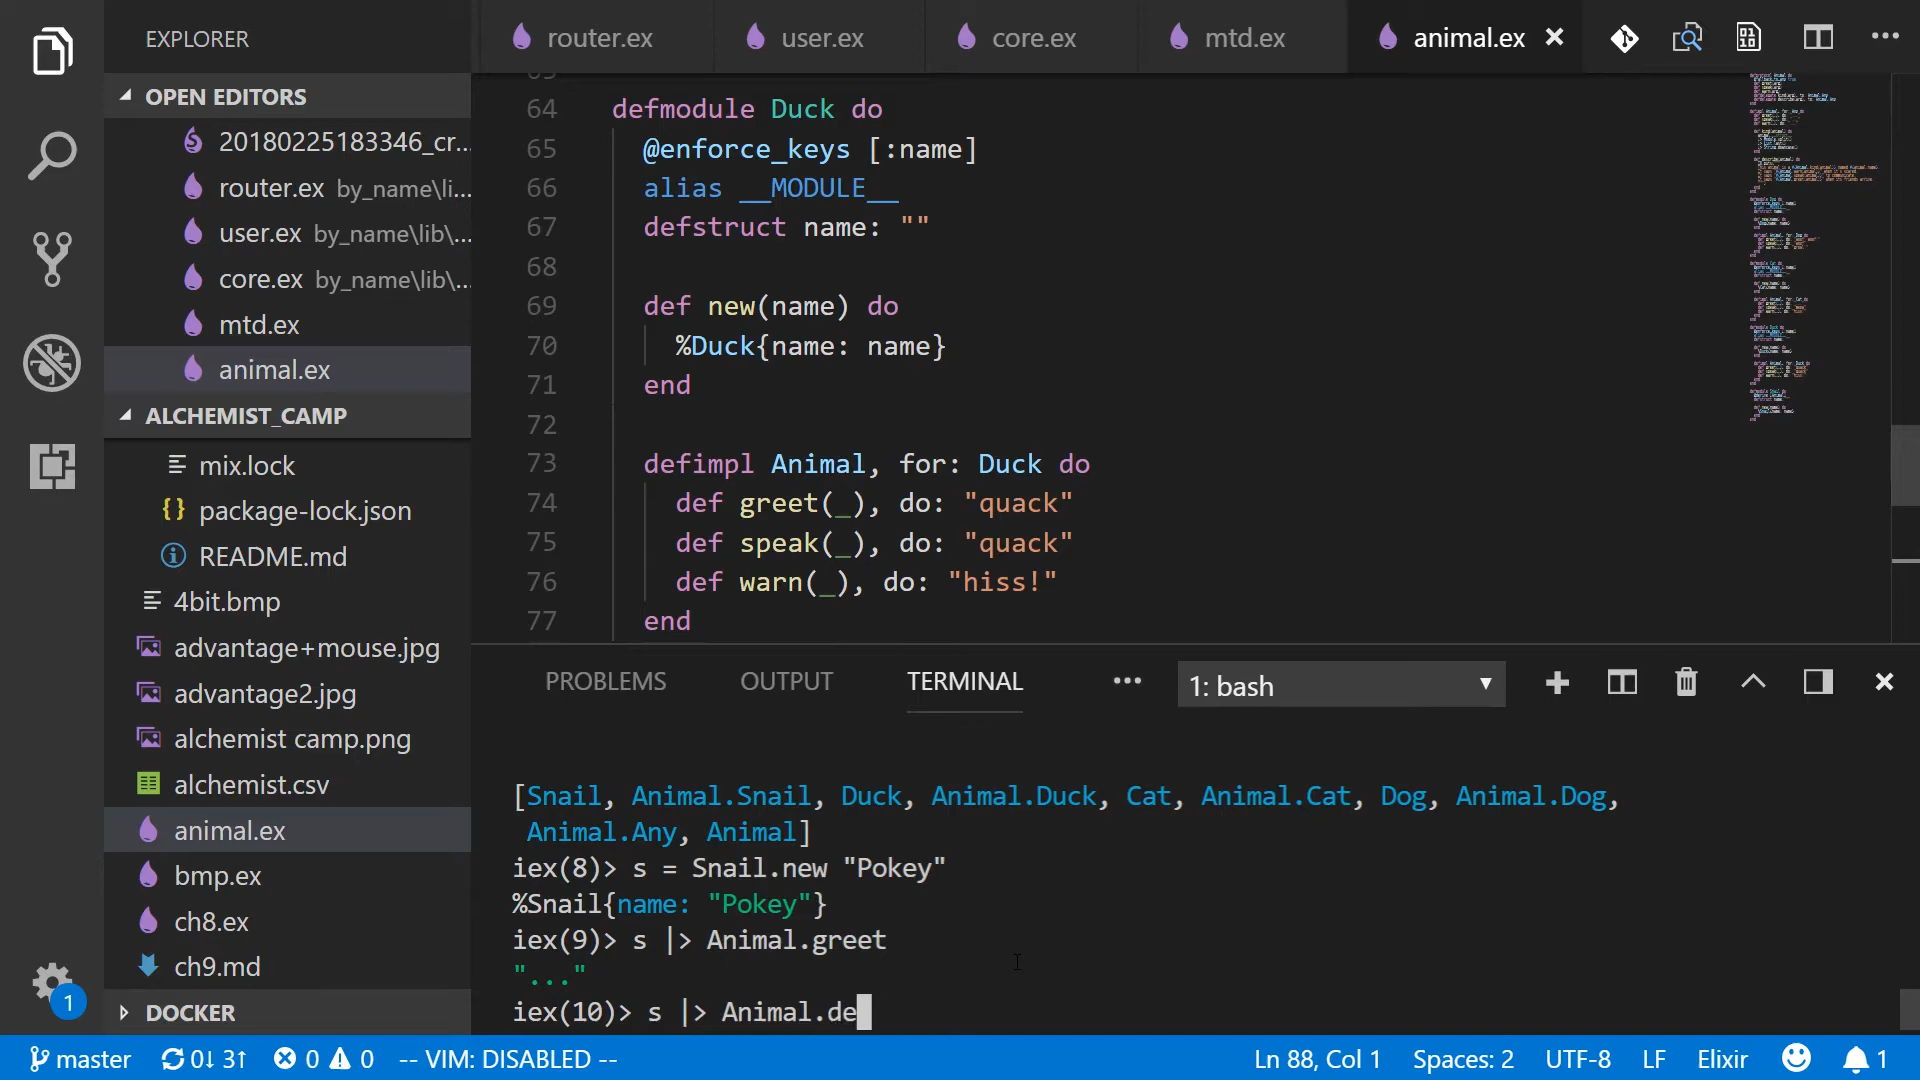 EXPLORER
router.ex
user.ex
core.ex
mtd.ex
animal.ex
OPEN EDITORS
20180225183346_cr...
router.ex by_name\li...
user.ex by_name\lib\...
core.ex by_name\lib\...
mtd.ex
animal.ex
ALCHEMIST_CAMP
mix.lock
package-lock.json
README.md
4bit.bmp
advantage+mouse.jpg
advantage2.jpg
alchemist camp.png
alchemist.csv
animal.ex
bmp.ex
ch8.ex
ch9.md
DOCKER
64 defmodule Duck do
65 @enforce_keys [:name]
66 alias __MODULE__
67 defstruct name: ""
68
69 def new(name) do
70 %Duck{name: name}
71 end
72
73 defimpl Animal, for: Duck do
74 def greet(_), do: "quack"
75 def speak(_), do: "quack"
76 def warn(_), do: "hiss!"
77 end
PROBLEMS OUTPUT TERMINAL ••• 1: bash
[Snail, Animal.Snail, Duck, Animal.Duck, Cat, Animal.Cat, Dog, Animal.Dog,
Animal.Any, Animal]
iex(8)> s = Snail.new "Pokey"
%Snail{name: "Pokey"}
iex(9)> s |> Animal.greet
"..."
iex(10)> s |> Animal.de
1
master 0↓ 3↑ 0 0 -- VIM: DISABLED -- Ln 88, Col 1 Spaces: 2 UTF-8 LF Elixir 1